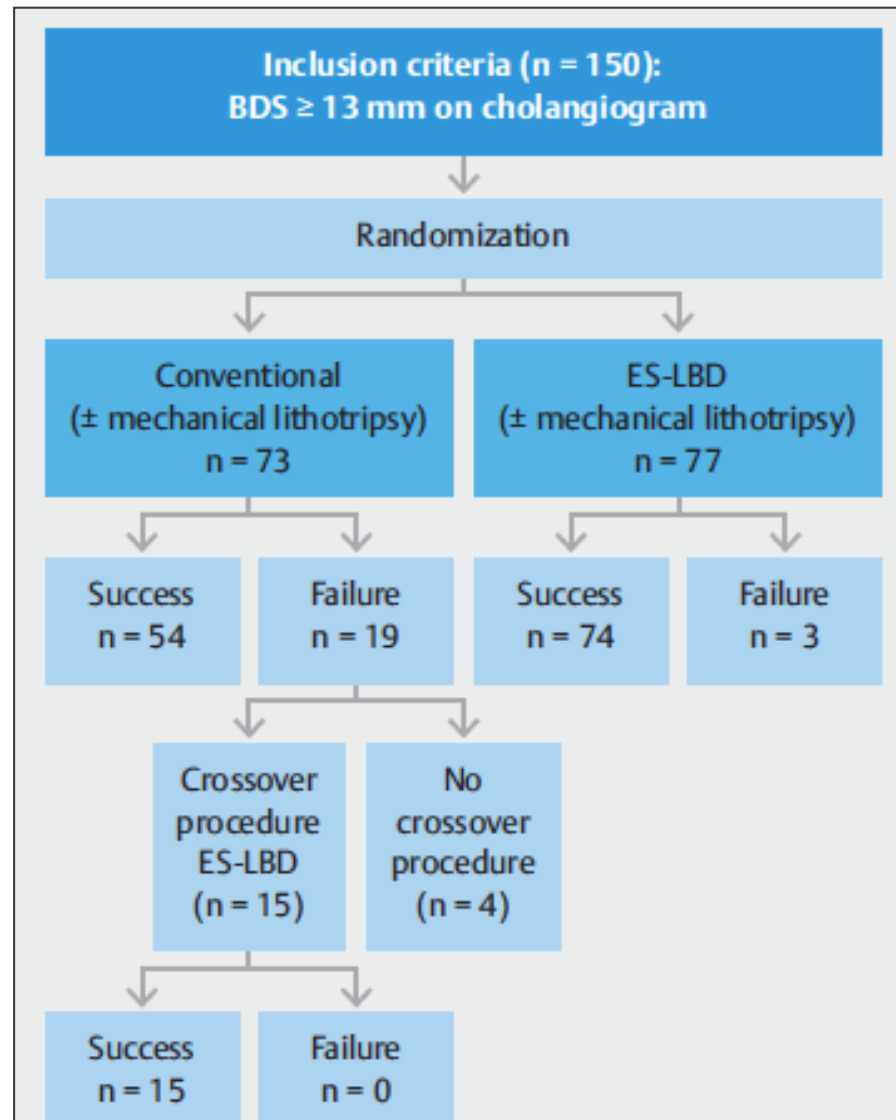 Inclusion criteria (n = 150):
BDS ≥ 13 mm on cholangiogram
Randomization
Conventional
(± mechanical lithotripsy)
n = 73
ES-LBD
(± mechanical lithotripsy)
n = 77
Success
n = 54
Failure
n = 19
Success
n = 74
Failure
n = 3
Crossover
procedure
ES-LBD
(n = 15)
No
crossover
procedure
(n = 4)
Success
n = 15
Failure
n = 0